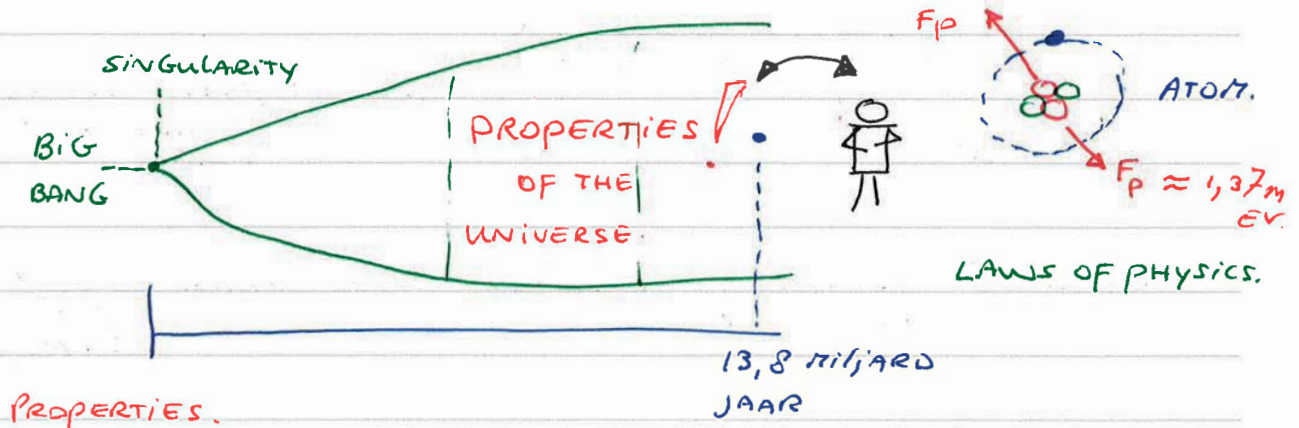 SINGULARITY
BIG
BANG
PROPERTIES
OF THE
UNIVERSE
Fp
ATOM.
Fp ≈ 1,37m
EV.
LAWS OF PHYSICS.
13,8 MILJARD
JAAR
PROPERTIES.